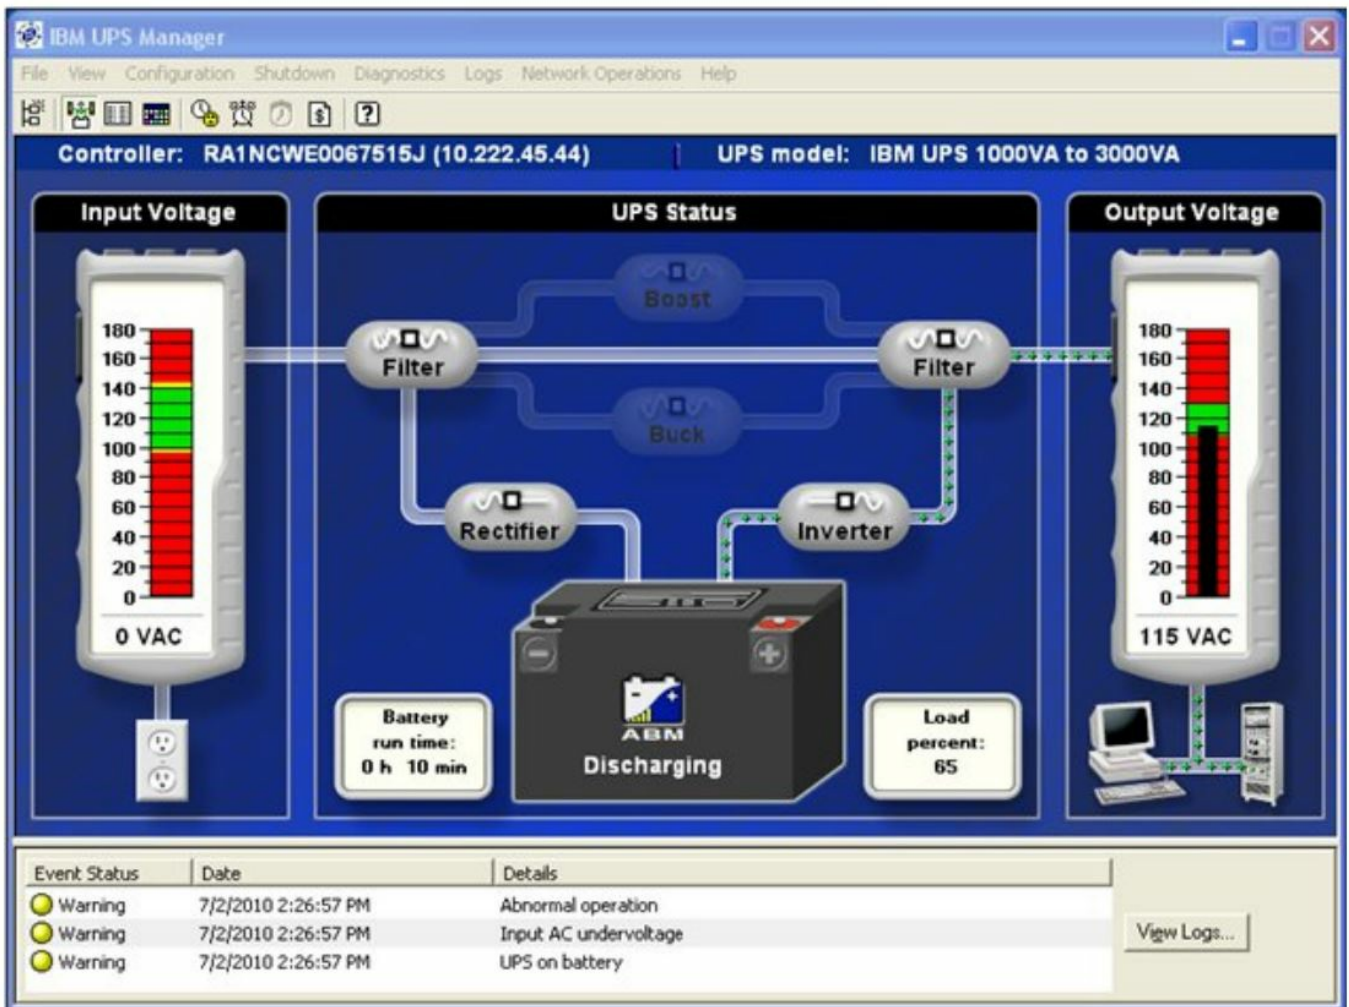 IBM UPS Manager
File View Configuration Shutdown Diagnostics Logs Network Operations Help
Controller: RA1NCWE0067515J (10.222.45.44) | UPS model: IBM UPS 1000VA to 3000VA
Input Voltage
180
160
140
120
100
80
60
40
20
0
0 VAC
UPS Status
Boost
Filter
Filter
Buck
Rectifier
Inverter
Battery
run time:
0 h 10 min
ABM
Discharging
Load
percent:
65
Output Voltage
180
160
140
120
100
80
60
40
20
0
115 VAC
Event Status Date Details
Warning 7/2/2010 2:26:57 PM Abnormal operation
Warning 7/2/2010 2:26:57 PM Input AC undervoltage
Warning 7/2/2010 2:26:57 PM UPS on battery
View Logs...